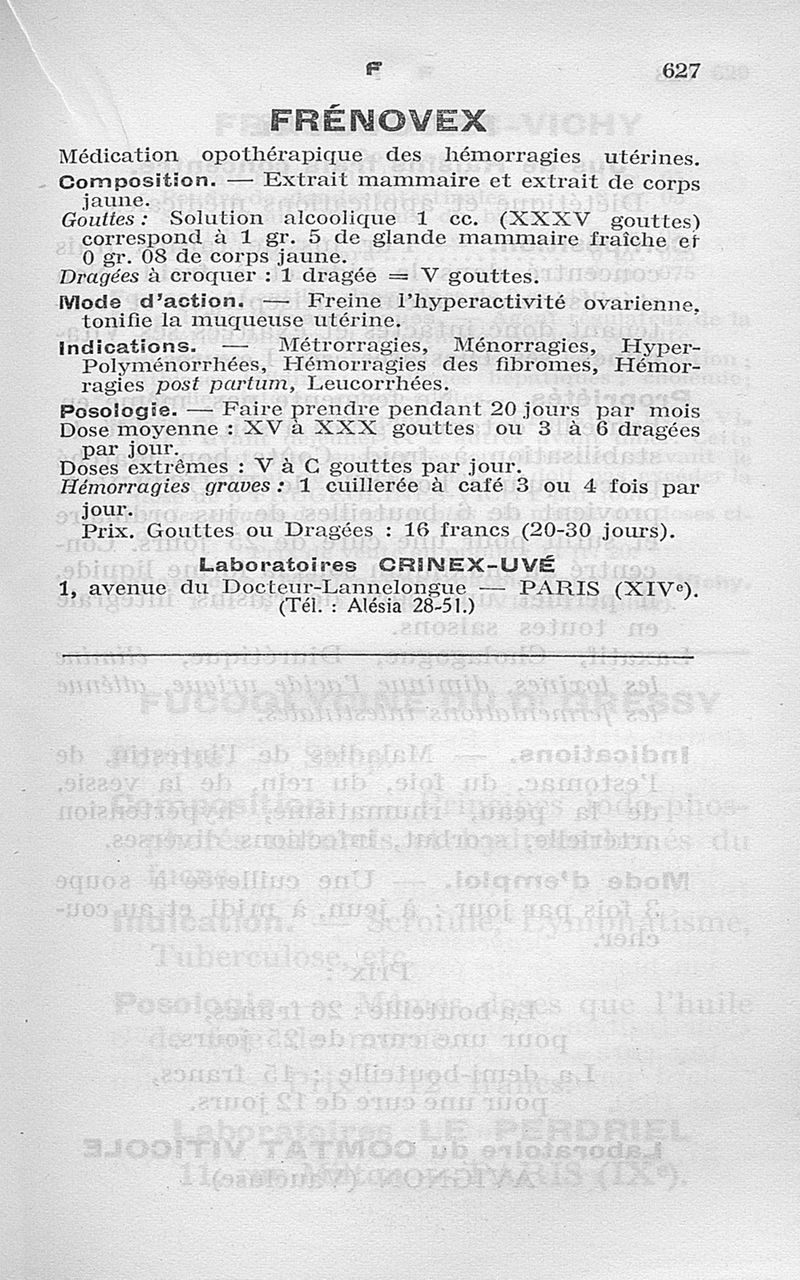 F
627
FRÉNOVEX
Médication opothérapique des hémorragies utérines.
Composition. — Extrait mammaire et extrait de corps
jaune.
Gouttes : Solution alcoolique 1 cc. (XXXV gouttes)
correspond à 1 gr. 5 de glande mammaire fraîche et
0 gr. 08 de corps jaune.
Dragées à croquer : 1 dragée = V gouttes.
Mode d'action. — Freine l'hyperactivité ovarienne,
tonifie la muqueuse utérine.
Indications. — Métrorragies, Ménorragies, Hyper-
Polyménorrhées, Hémorragies des fibromes, Hémor-
ragies post partum, Leucorrhées.
Posologie. — Faire prendre pendant 20 jours par mois
Dose moyenne : XV à XXX gouttes ou 3 à 6 dragées
par jour.
Doses extrêmes : V à C gouttes par jour.
Hémorragies graves : 1 cuillerée à café 3 ou 4 fois par
jour.
Prix. Gouttes ou Dragées : 16 francs (20-30 jours).
Laboratoires CRINEX-UVÉ
1, avenue du Docteur-Lannelongue — PARIS (XIVe).
(Tél. : Alésia 28-51.)